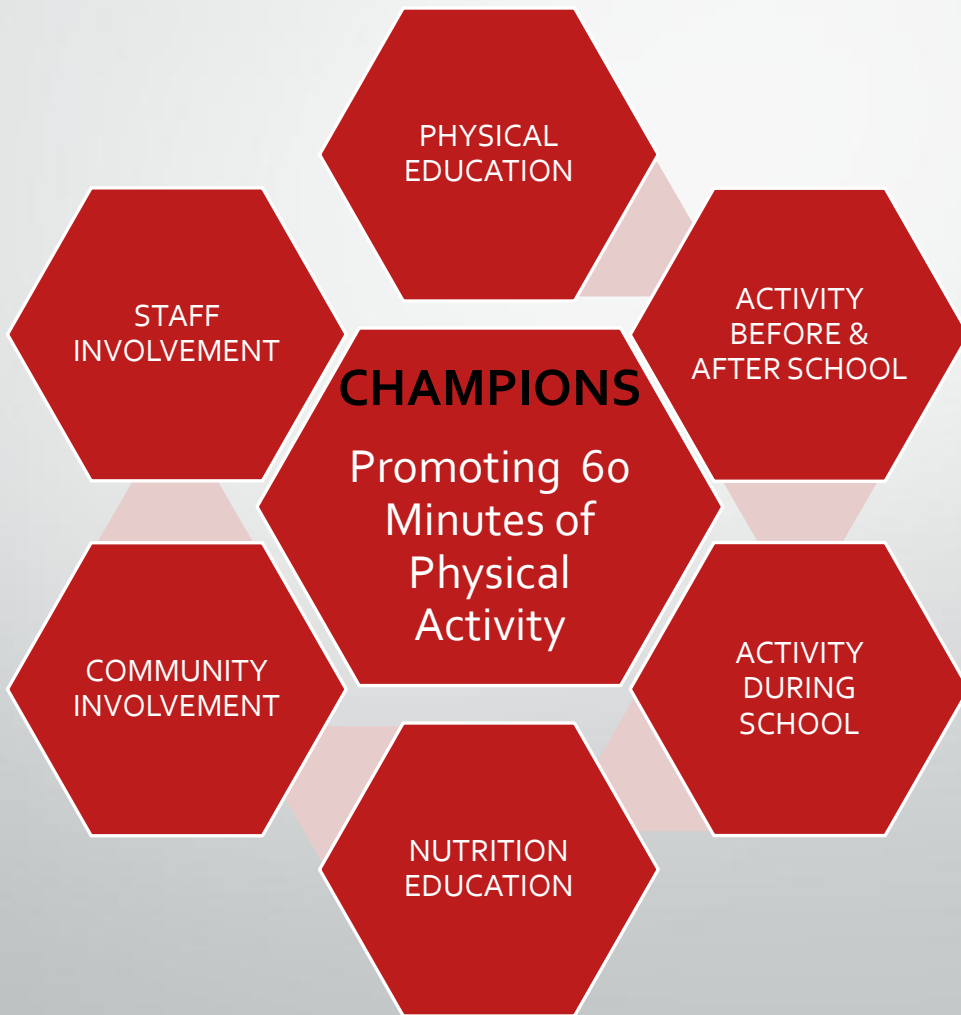 PHYSICAL
EDUCATION
ACTIVITY
BEFORE &
AFTER SCHOOL
STAFF
INVOLVEMENT
CHAMPIONS
Promoting 60
Minutes of
Physical
Activity
ACTIVITY
DURING
SCHOOL
COMMUNITY
INVOLVEMENT
NUTRITION
EDUCATION